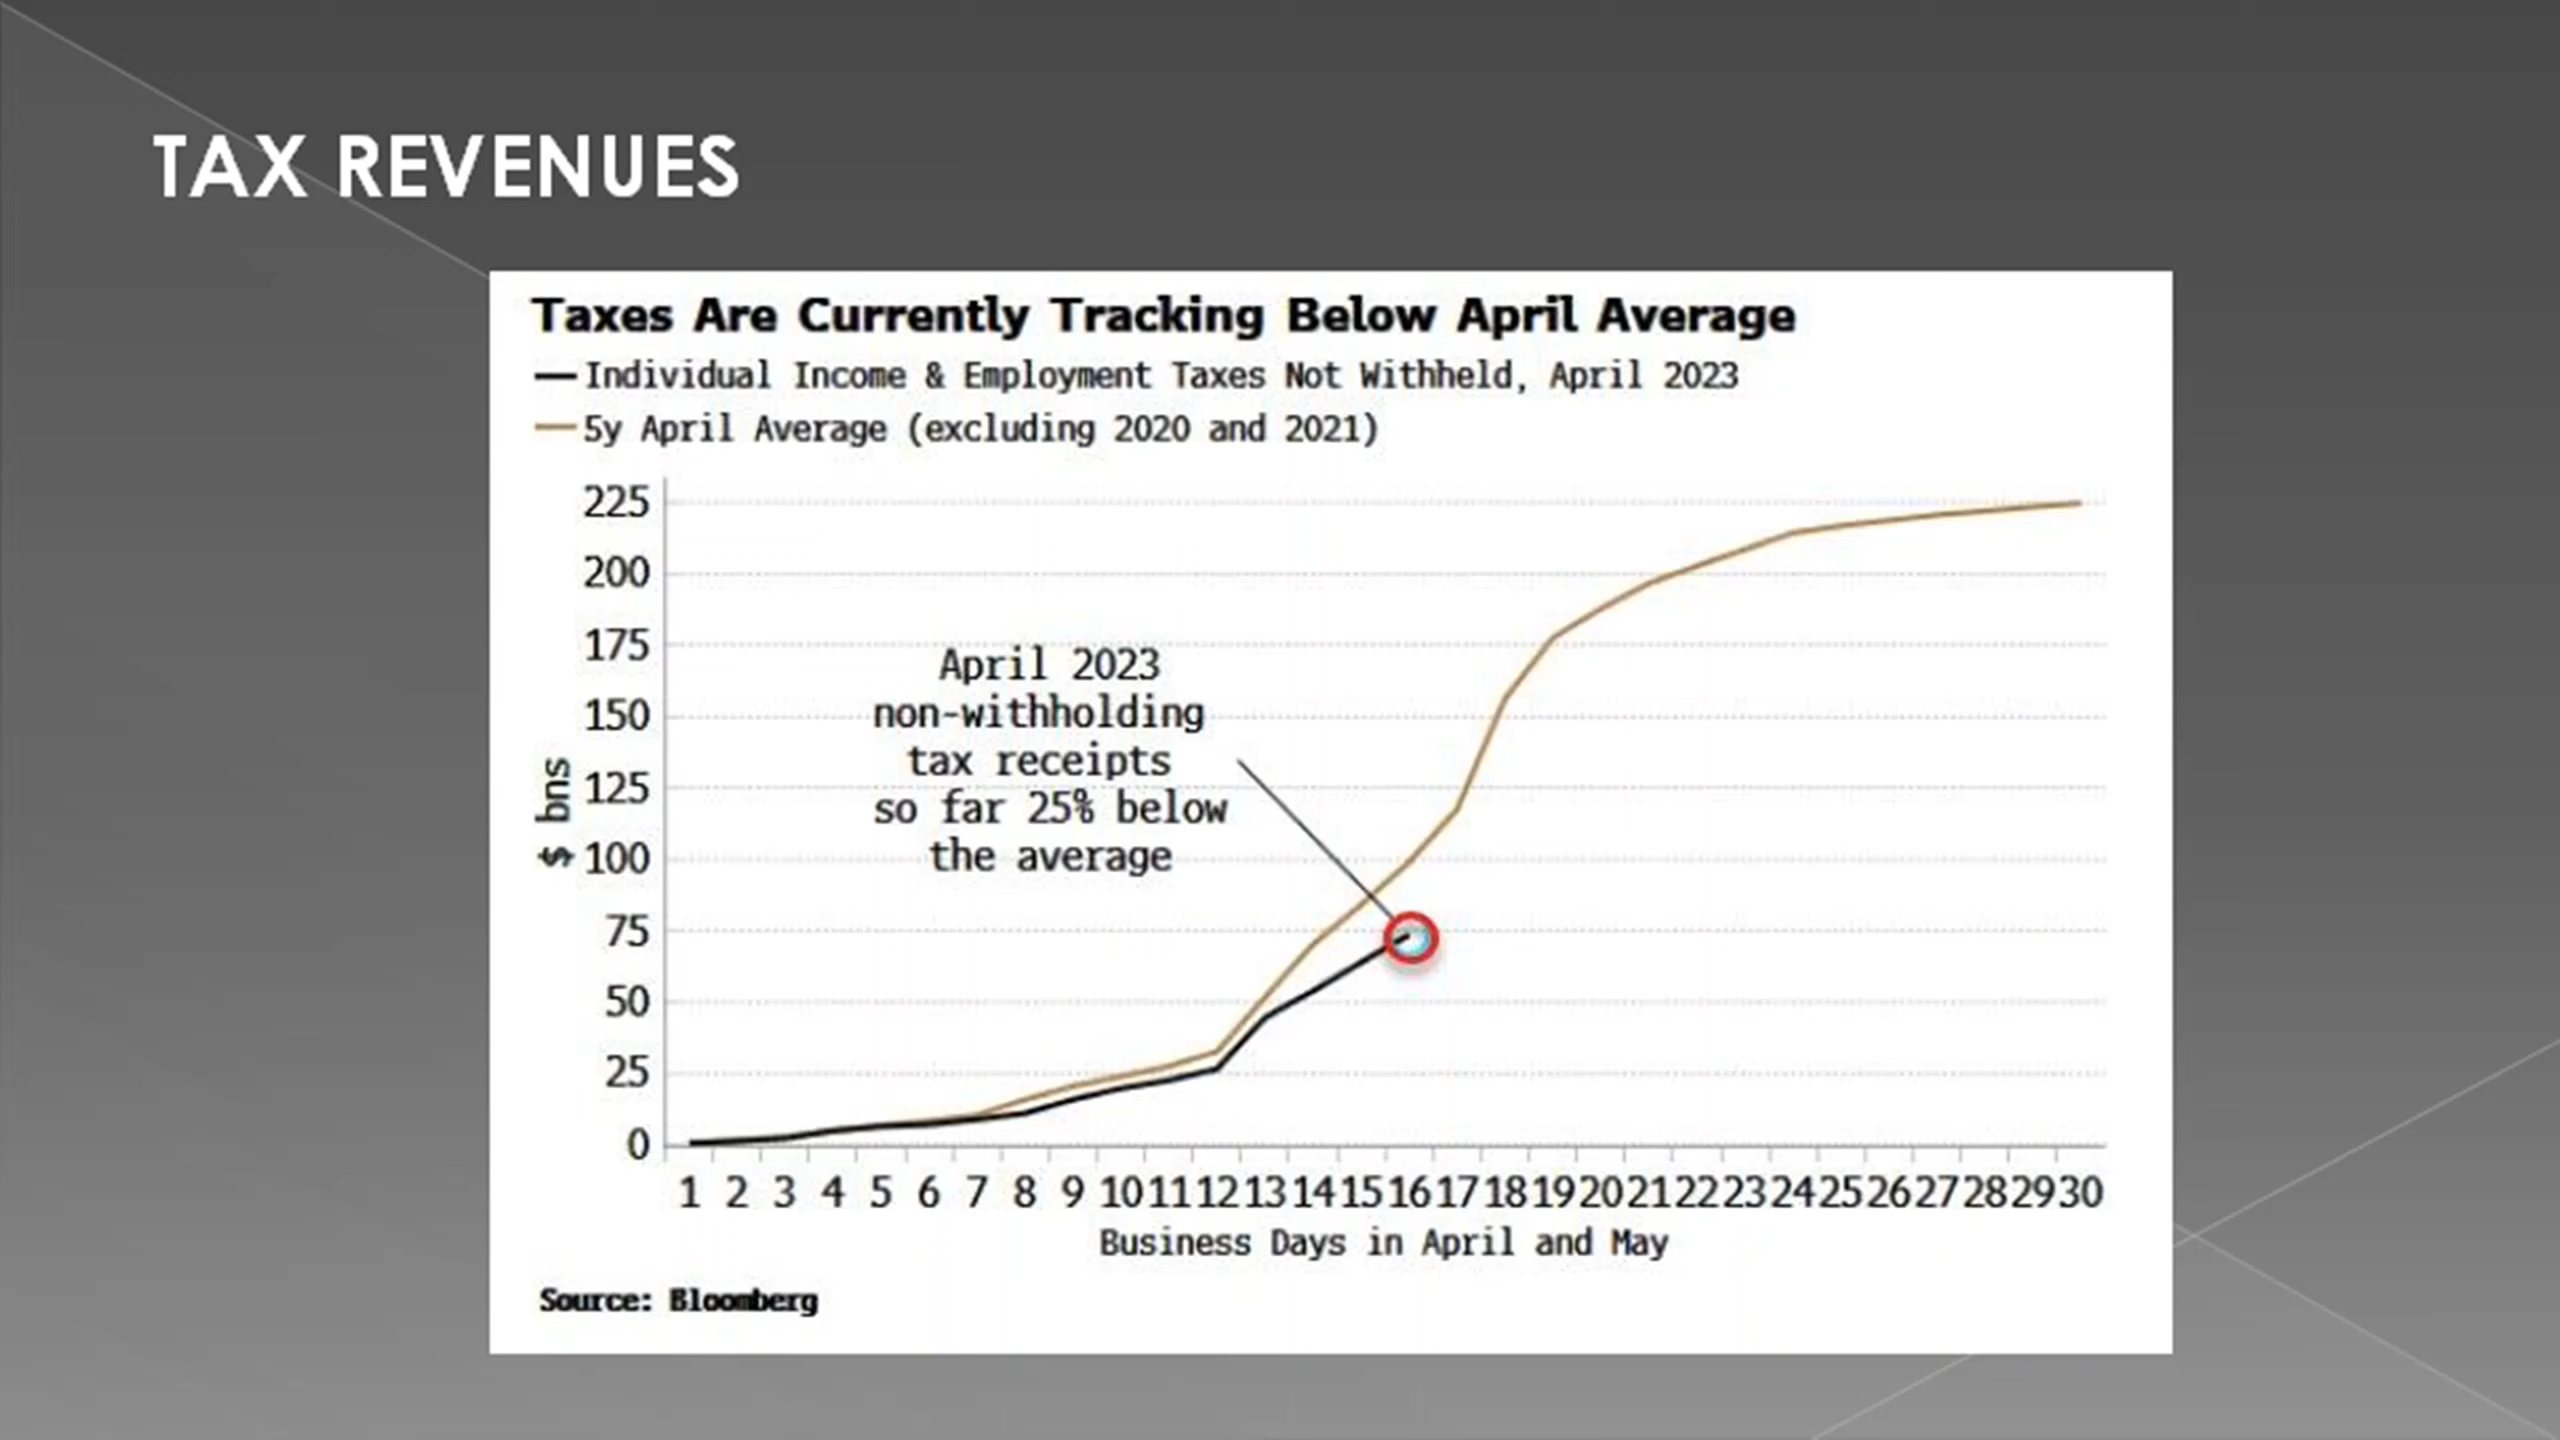 TAX REVENUES
Taxes Are Currently Tracking Below April Average
Individual Income & Employment Taxes Not Withheld, April 2023
5y April Average (excluding 2020 and 2021)
225
200
175
150
125
100
75
50
25
0
$ bns
April 2023
non-withholding
tax receipts
so far 25% below
the average
1 2 3 4 5 6 7 8 9 10 11 12 13 14 15 16 17 18 19 20 21 22 23 24 25 26 27 28 29 30
Business Days in April and May
Source: Bloomberg